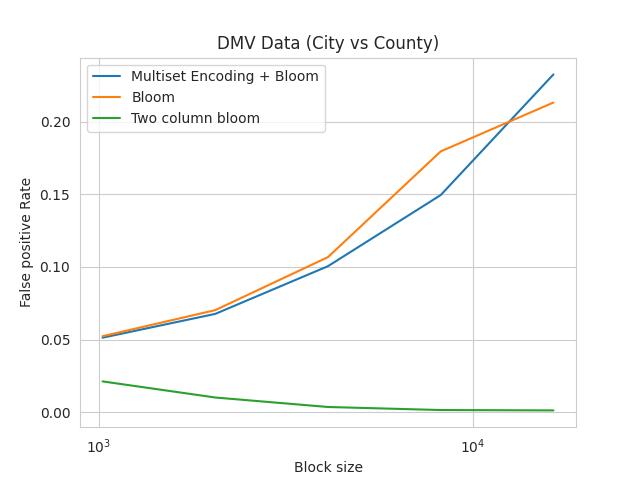 DMV Data (City vs County)
Multiset Encoding + Bloom
Bloom
Two column bloom
False positive Rate
0.20
0.15
0.10
0.05
0.00
10³
10⁴
Block size